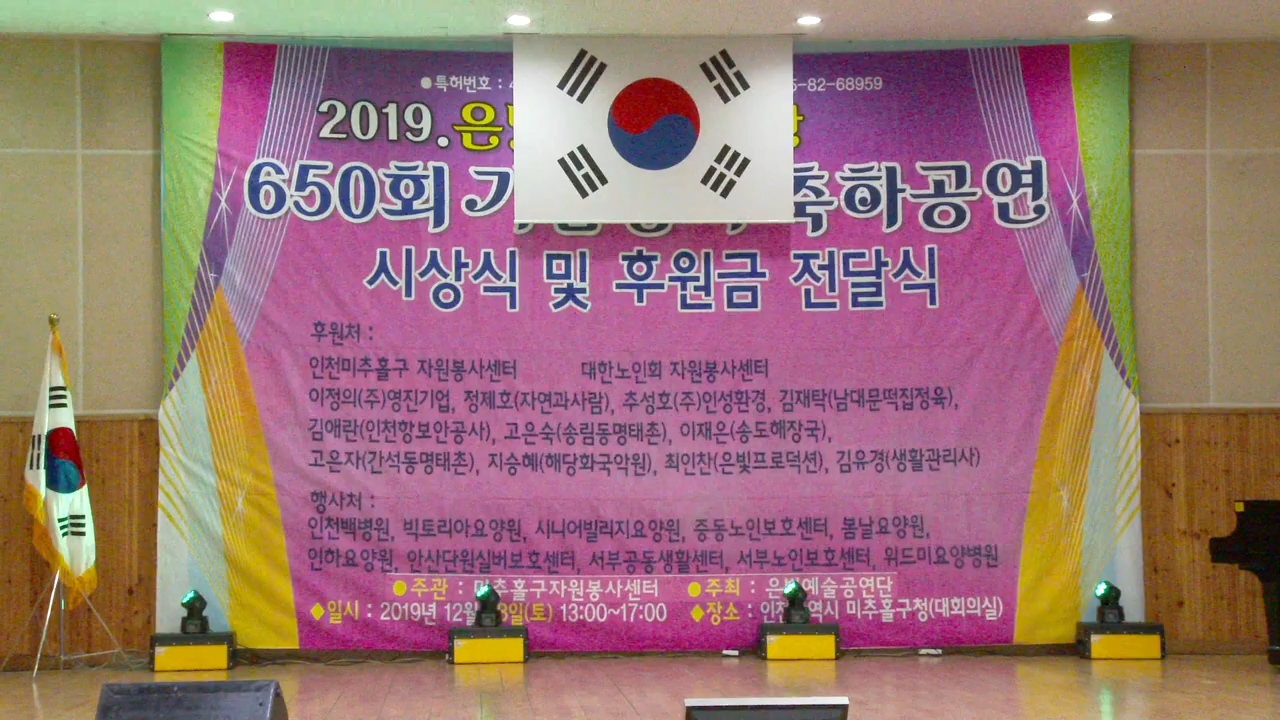 ●특허번호 : 5-82-68959
2019.
650회 축하공연
시상식 및 후원금 전달식
후원처 :
인천미추홀구 자원봉사센터 대한노인회 자원봉사센터
이정의(주)영진기업, 정제호(자연과사람), 추성호(주)인성환경, 김재탁(남대문떡집정육),
김애란(인천항보안공사), 고은숙(송림동명태촌), 이재은(송도해장국),
고은자(간석동명태촌), 지승혜(해당화국악원), 최인찬(은빛프로덕션), 김유경(생활관리사)
행사처 :
인천백병원, 빅토리아요양원, 시니어빌리지요양원, 중동노인보호센터, 봄날요양원,
인하요양원, 안산단원실버보호센터, 서부공동생활센터, 서부노인보호센터, 위드미요양병원
●주관 : 미추홀구자원봉사센터 ●주최 : 은빛예술공연단
◆일시 : 2019년 12월 (토) 13:00~17:00 ◆장소 : 미추홀구청(대회의실)